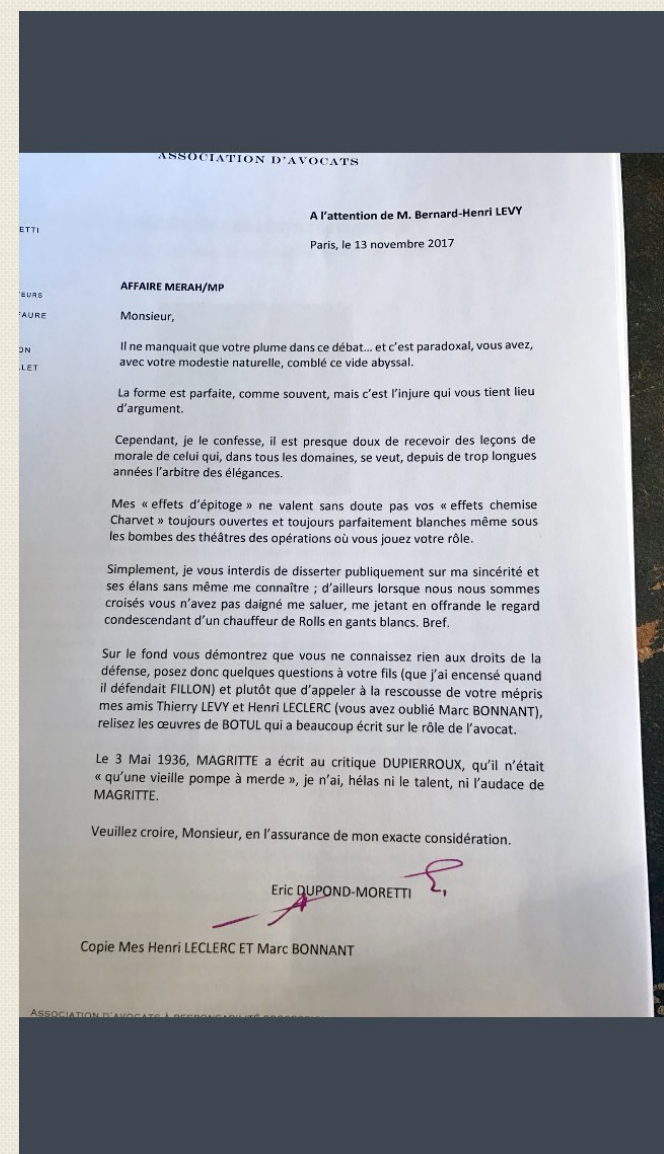 ASSOCIATION D'AVOCATS
A l'attention de M. Bernard-Henri LEVY
ETTI
Paris, le 13 novembre 2017
AFFAIRE MERAH/MP
EURS
FAURE
Monsieur,
ON
LET
Il ne manquait que votre plume dans ce débat... et c'est paradoxal, vous avez,
avec votre modestie naturelle, comblé ce vide abyssal.
La forme est parfaite, comme souvent, mais c'est l'injure qui vous tient lieu
d'argument.
Cependant, je le confesse, il est presque doux de recevoir des leçons de
morale de celui qui, dans tous les domaines, se veut, depuis de trop longues
années l'arbitre des élégances.
Mes « effets d'épitoge » ne valent sans doute pas vos « effets chemise
Charvet » toujours ouvertes et toujours parfaitement blanches même sous
les bombes des théâtres des opérations où vous jouez votre rôle.
Simplement, je vous interdis de disserter publiquement sur ma sincérité et
ses élans sans même me connaître ; d'ailleurs lorsque nous nous sommes
croisés vous n'avez pas daigné me saluer, me jetant en offrande le regard
condescendant d'un chauffeur de Rolls en gants blancs. Bref.
Sur le fond vous démontrez que vous ne connaissez rien aux droits de la
défense, posez donc quelques questions à votre fils (que j'ai encensé quand
il défendait FILLON) et plutôt que d'appeler à la rescousse de votre mépris
mes amis Thierry LEVY et Henri LECLERC (vous avez oublié Marc BONNANT),
relisez les œuvres de BOTUL qui a beaucoup écrit sur le rôle de l'avocat.
Le 3 Mai 1936, MAGRITTE a écrit au critique DUPIERROUX, qu'il n'était
« qu'une vieille pompe à merde », je n'ai, hélas ni le talent, ni l'audace de
MAGRITTE.
Veuillez croire, Monsieur, en l'assurance de mon exacte considération.
Eric DUPOND-MORETTI
Copie Mes Henri LECLERC ET Marc BONNANT
ASSOCIATION D'AVOCATS À